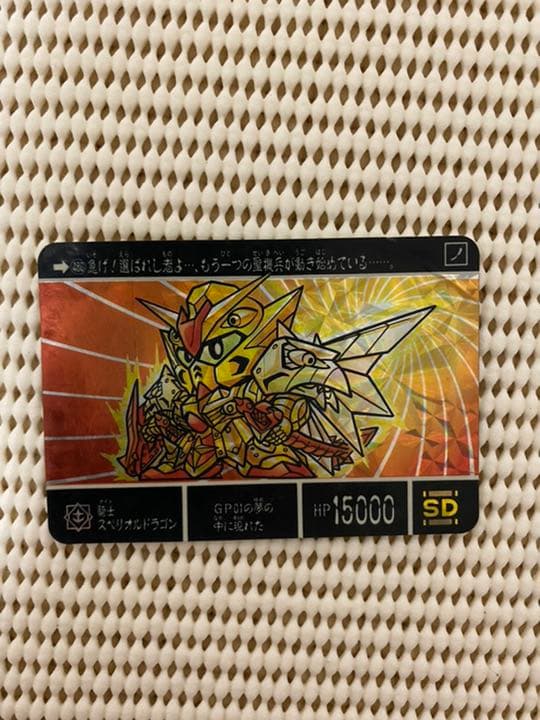 急げ!選ばれし者よ…、もう一つの聖機兵が動き始めている……。
騎士
スペリオルドラゴン
GP01の夢の
中に現れた
HP 15000
SD